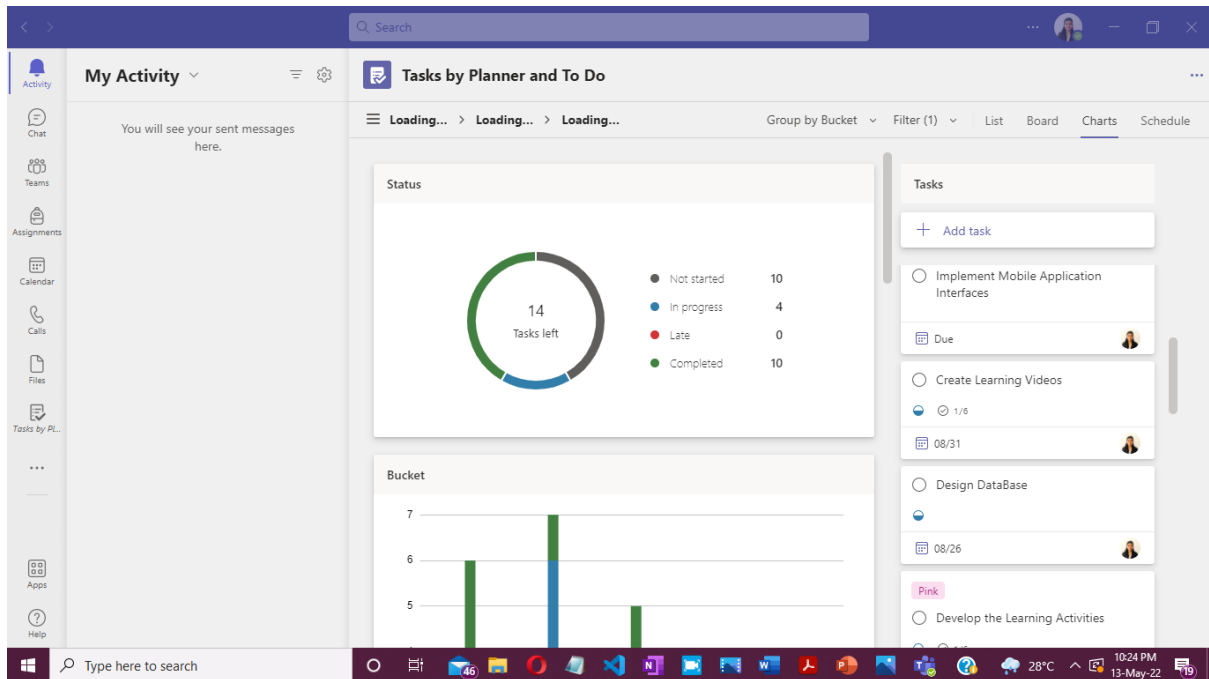 Search
Activity
Chat
Teams
Assignments
Calendar
Calls
Files
Tasks by Pl...
Apps
Help
My Activity
You will see your sent messages
here.
Tasks by Planner and To Do
Loading... > Loading... > Loading...
Group by Bucket
Filter (1)
List
Board
Charts
Schedule
Status
14
Tasks left
Not started 10
In progress 4
Late 0
Completed 10
Bucket
7
6
5
Tasks
+ Add task
Implement Mobile Application
Interfaces
Due
Create Learning Videos
1/6
08/31
Design DataBase
08/26
Pink
Develop the Learning Activities
Type here to search
46
28°C
10:24 PM
13-May-22
19